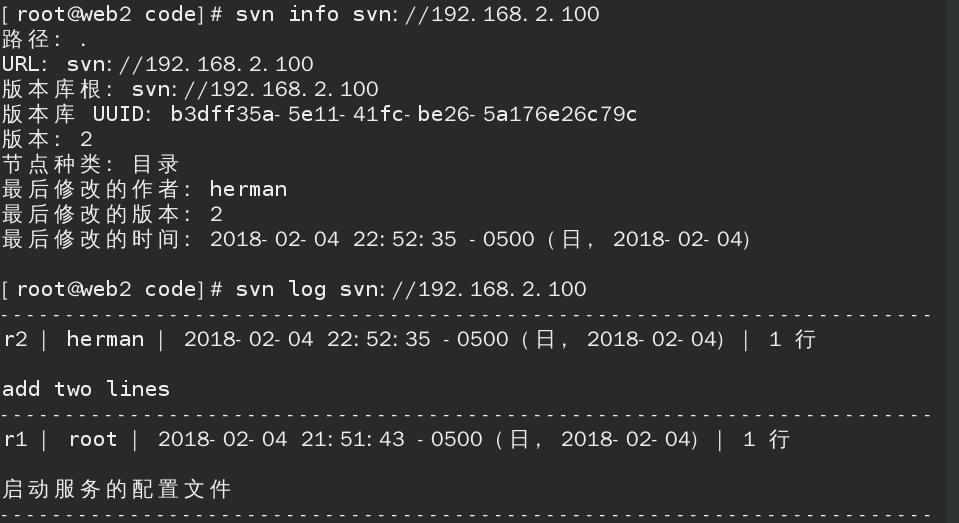 [root@web2 code]# svn info svn://192.168.2.100
路径: .
URL: svn://192.168.2.100
版本库根: svn://192.168.2.100
版本库 UUID: b3dff35a-5e11-41fc-be26-5a176e26c79c
版本: 2
节点种类: 目录
最后修改的作者: herman
最后修改的版本: 2
最后修改的时间: 2018-02-04 22:52:35 -0500 (日, 2018-02-04)
[root@web2 code]# svn log svn://192.168.2.100
------------------------------------------------------------------------
r2 | herman | 2018-02-04 22:52:35 -0500 (日, 2018-02-04) | 1 行
add two lines
------------------------------------------------------------------------
r1 | root | 2018-02-04 21:51:43 -0500 (日, 2018-02-04) | 1 行
启动服务的配置文件
------------------------------------------------------------------------